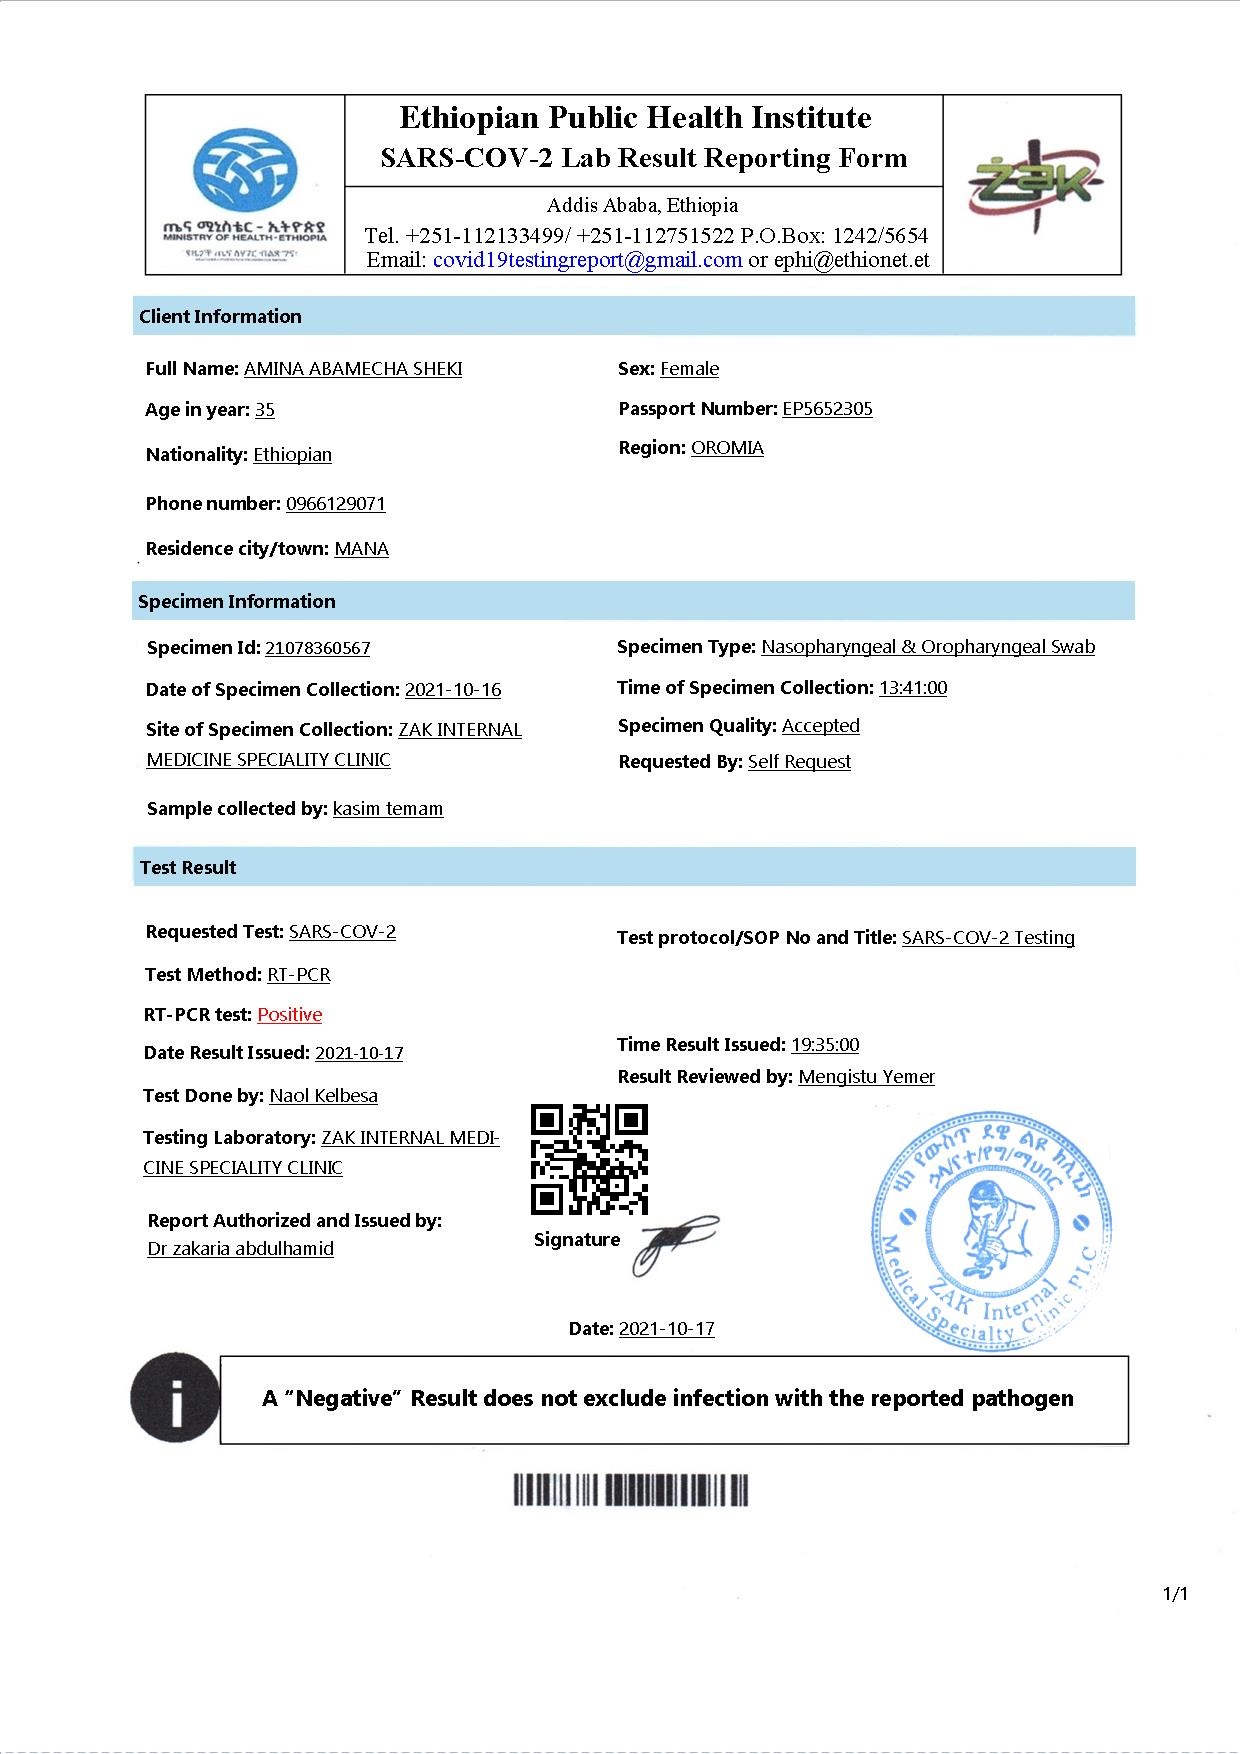 Ethiopian Public Health Institute
SARS-COV-2 Lab Result Reporting Form
Addis Ababa, Ethiopia
Tel. +251-112133499/ +251-112751522 P.O.Box: 1242/5654
Email: covid19testingreport@gmail.com or ephi@ethionet.et
ጤና ሚኒስቴር - ኢትዮጵያ
MINISTRY OF HEALTH-ETHIOPIA
የዜጎች ጤና ለሃገር ብልጽግና!
żak
Client Information
Full Name: AMINA ABAMECHA SHEKI
Sex: Female
Age in year: 35
Passport Number: EP5652305
Nationality: Ethiopian
Region: OROMIA
Phone number: 0966129071
Residence city/town: MANA
Specimen Information
Specimen Id: 21078360567
Specimen Type: Nasopharyngeal & Oropharyngeal Swab
Date of Specimen Collection: 2021-10-16
Time of Specimen Collection: 13:41:00
Site of Specimen Collection: ZAK INTERNAL
MEDICINE SPECIALITY CLINIC
Specimen Quality: Accepted
Requested By: Self Request
Sample collected by: kasim temam
Test Result
Requested Test: SARS-COV-2
Test protocol/SOP No and Title: SARS-COV-2 Testing
Test Method: RT-PCR
RT-PCR test: Positive
Date Result Issued: 2021-10-17
Time Result Issued: 19:35:00
Result Reviewed by: Mengistu Yemer
Test Done by: Naol Kelbesa
Testing Laboratory: ZAK INTERNAL MEDI-
CINE SPECIALITY CLINIC
Report Authorized and Issued by:
Dr zakaria abdulhamid
Signature
ዛክ የውስጥ ደዌ ልዩ ክሊኒክ
ZAK Internal
Medical Specialty Clinic PLC
Date: 2021-10-17
i
A “Negative” Result does not exclude infection with the reported pathogen
1/1